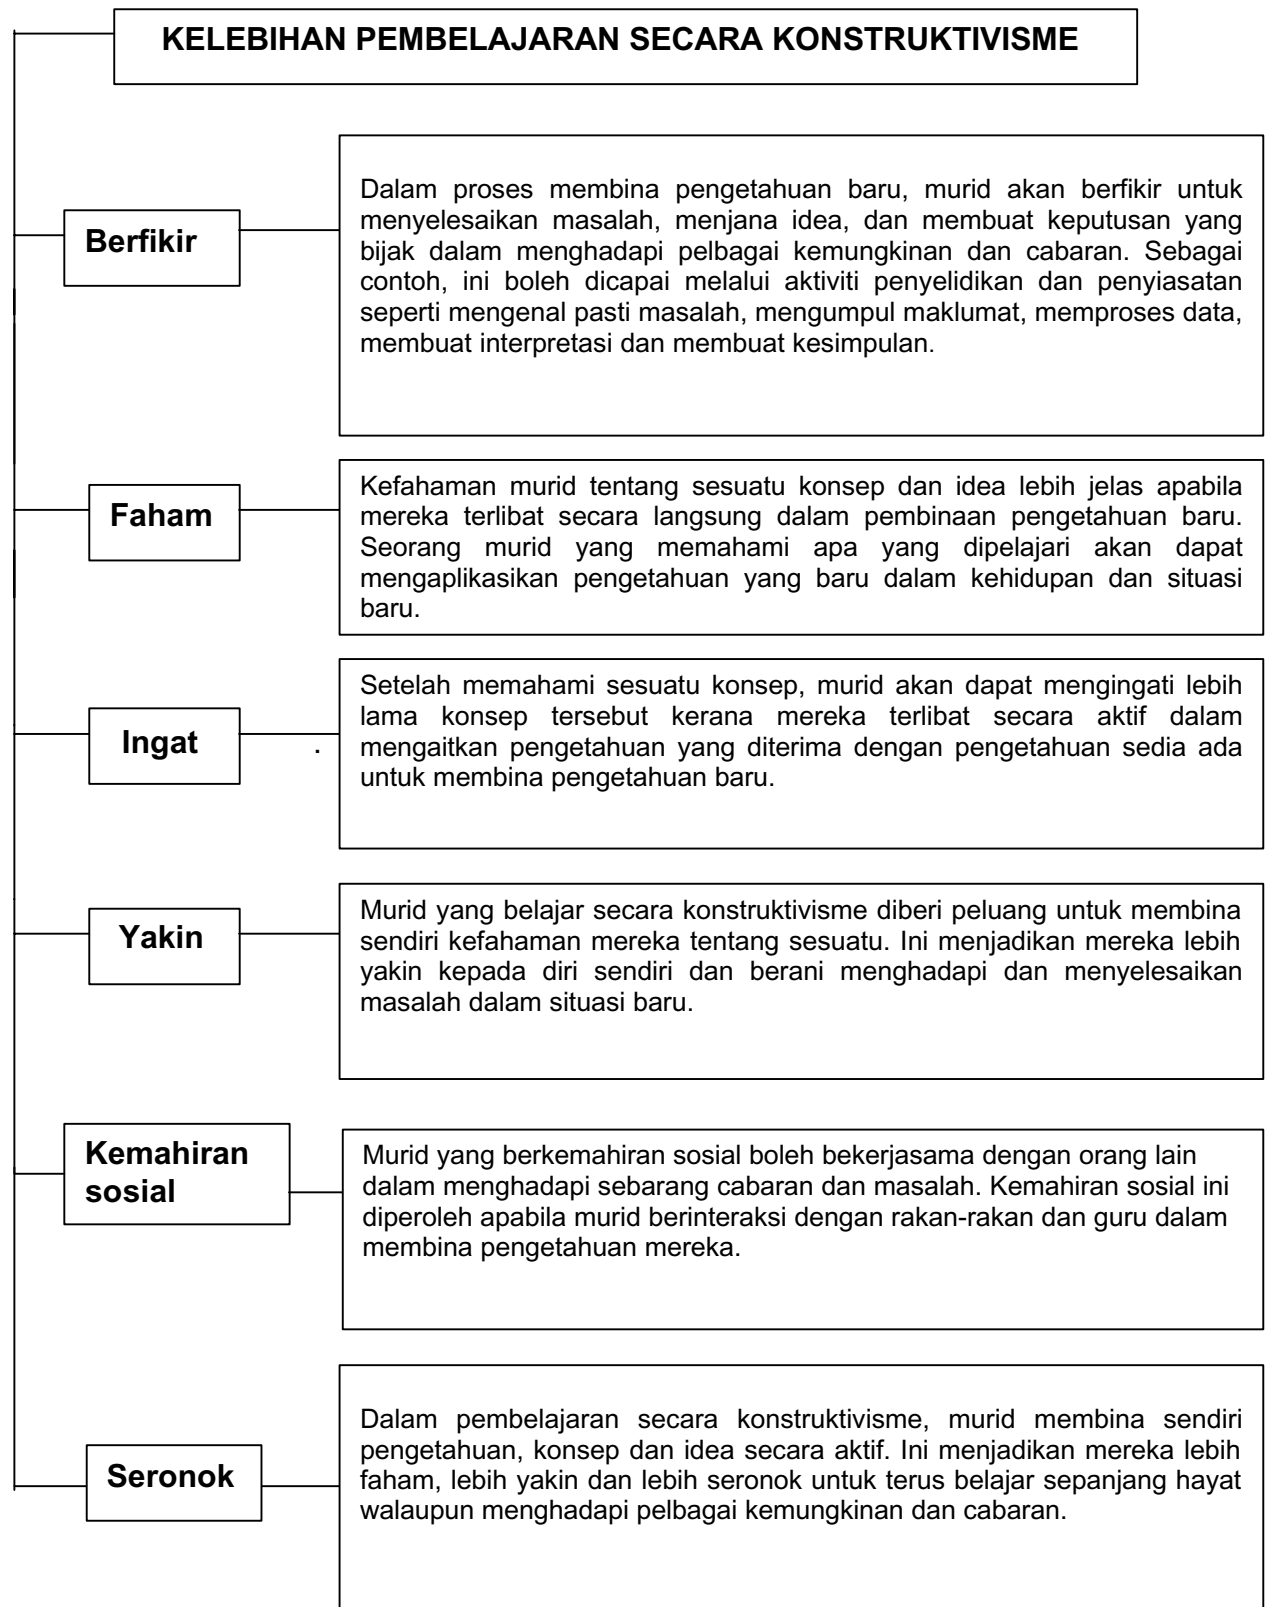 KELEBIHAN PEMBELAJARAN SECARA KONSTRUKTIVISME
Berfikir
Dalam proses membina pengetahuan baru, murid akan berfikir untuk
menyelesaikan masalah, menjana idea, dan membuat keputusan yang
bijak dalam menghadapi pelbagai kemungkinan dan cabaran. Sebagai
contoh, ini boleh dicapai melalui aktiviti penyelidikan dan penyiasatan
seperti mengenal pasti masalah, mengumpul maklumat, memproses data,
membuat interpretasi dan membuat kesimpulan.
Faham
Kefahaman murid tentang sesuatu konsep dan idea lebih jelas apabila
mereka terlibat secara langsung dalam pembinaan pengetahuan baru.
Seorang murid yang memahami apa yang dipelajari akan dapat
mengaplikasikan pengetahuan yang baru dalam kehidupan dan situasi
baru.
Ingat
.
Setelah memahami sesuatu konsep, murid akan dapat mengingati lebih
lama konsep tersebut kerana mereka terlibat secara aktif dalam
mengaitkan pengetahuan yang diterima dengan pengetahuan sedia ada
untuk membina pengetahuan baru.
Yakin
Murid yang belajar secara konstruktivisme diberi peluang untuk membina
sendiri kefahaman mereka tentang sesuatu. Ini menjadikan mereka lebih
yakin kepada diri sendiri dan berani menghadapi dan menyelesaikan
masalah dalam situasi baru.
Kemahiran
sosial
Murid yang berkemahiran sosial boleh bekerjasama dengan orang lain
dalam menghadapi sebarang cabaran dan masalah. Kemahiran sosial ini
diperoleh apabila murid berinteraksi dengan rakan-rakan dan guru dalam
membina pengetahuan mereka.
Seronok
Dalam pembelajaran secara konstruktivisme, murid membina sendiri
pengetahuan, konsep dan idea secara aktif. Ini menjadikan mereka lebih
faham, lebih yakin dan lebih seronok untuk terus belajar sepanjang hayat
walaupun menghadapi pelbagai kemungkinan dan cabaran.